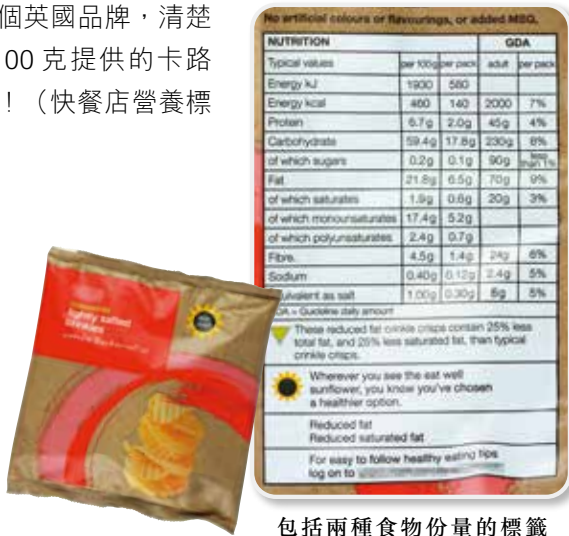 個英國品牌，清楚
00 克提供的卡路
！（快餐店營養標
No artificial colours or flavourings, or added MSG.
NUTRITION GDA
Typical values per 100g per pack adult per pack
Energy kJ 1930 580
Energy kcal 460 140 2000 7%
Protein 6.7g 2.0g 45g 4%
Carbohydrate 59.4g 17.8g 230g 8%
of which sugars 0.2g 0.1g 90g less than 1%
Fat 21.8g 6.5g 70g 9%
of which saturates 1.9g 0.6g 20g 3%
of which monounsaturates 17.4g 5.2g
of which polyunsaturates 2.4g 0.7g
Fibre 4.5g 1.4g 24g 6%
Sodium 0.40g 0.12g 2.4g 5%
equivalent as salt 1.00g 0.30g 6g 5%
GDA = Guideline daily amount
These reduced fat crinkle crisps contain 25% less
total fat, and 25% less saturated fat, than typical
crinkle crisps.
Wherever you see the eat well
sunflower, you know you've chosen
a healthier option.
Reduced fat
Reduced saturated fat
For easy to follow healthy eating tips
log on to
lightly salted
crinkles
包括兩種食物份量的標籤